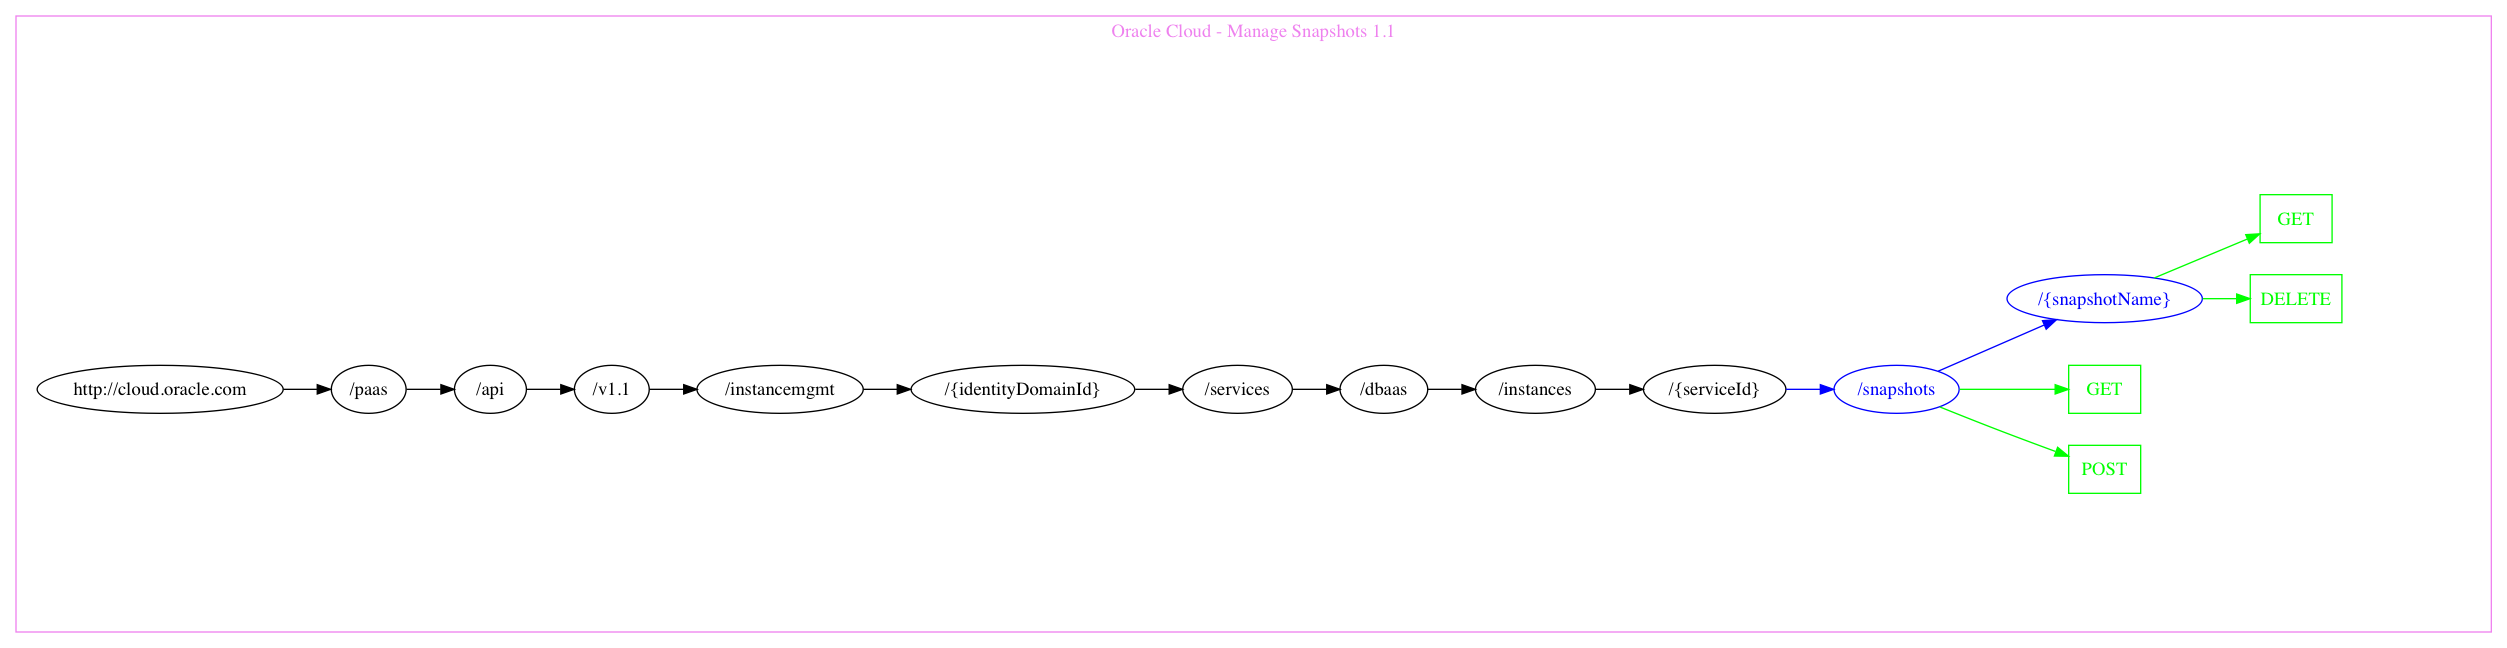 Oracle Cloud - Manage Snapshots 1.1
http://cloud.oracle.com
/paas
/api
/v1.1
/instancemgmt
/{identityDomainId}
/services
/dbaas
/instances
/{serviceId}
/snapshots
/{snapshotName}
GET
DELETE
GET
POST